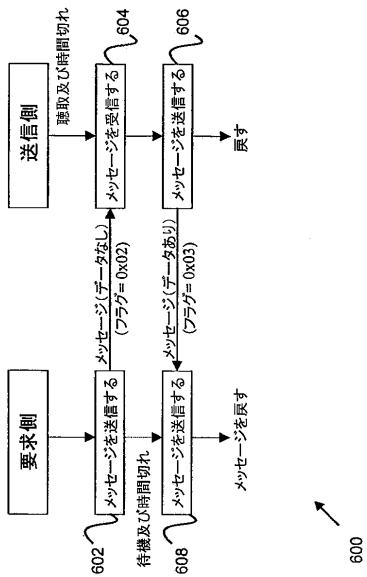 要求側
送信側
聴取及び時間切れ
602
メッセージを送信する
メッセージ(データなし)
(フラグ=0x02)
メッセージを受信する
604
待機及び時間切れ
608
メッセージを送信する
メッセージ(データあり)
(フラグ=0x03)
メッセージを送信する
606
メッセージを戻す
戻す
600